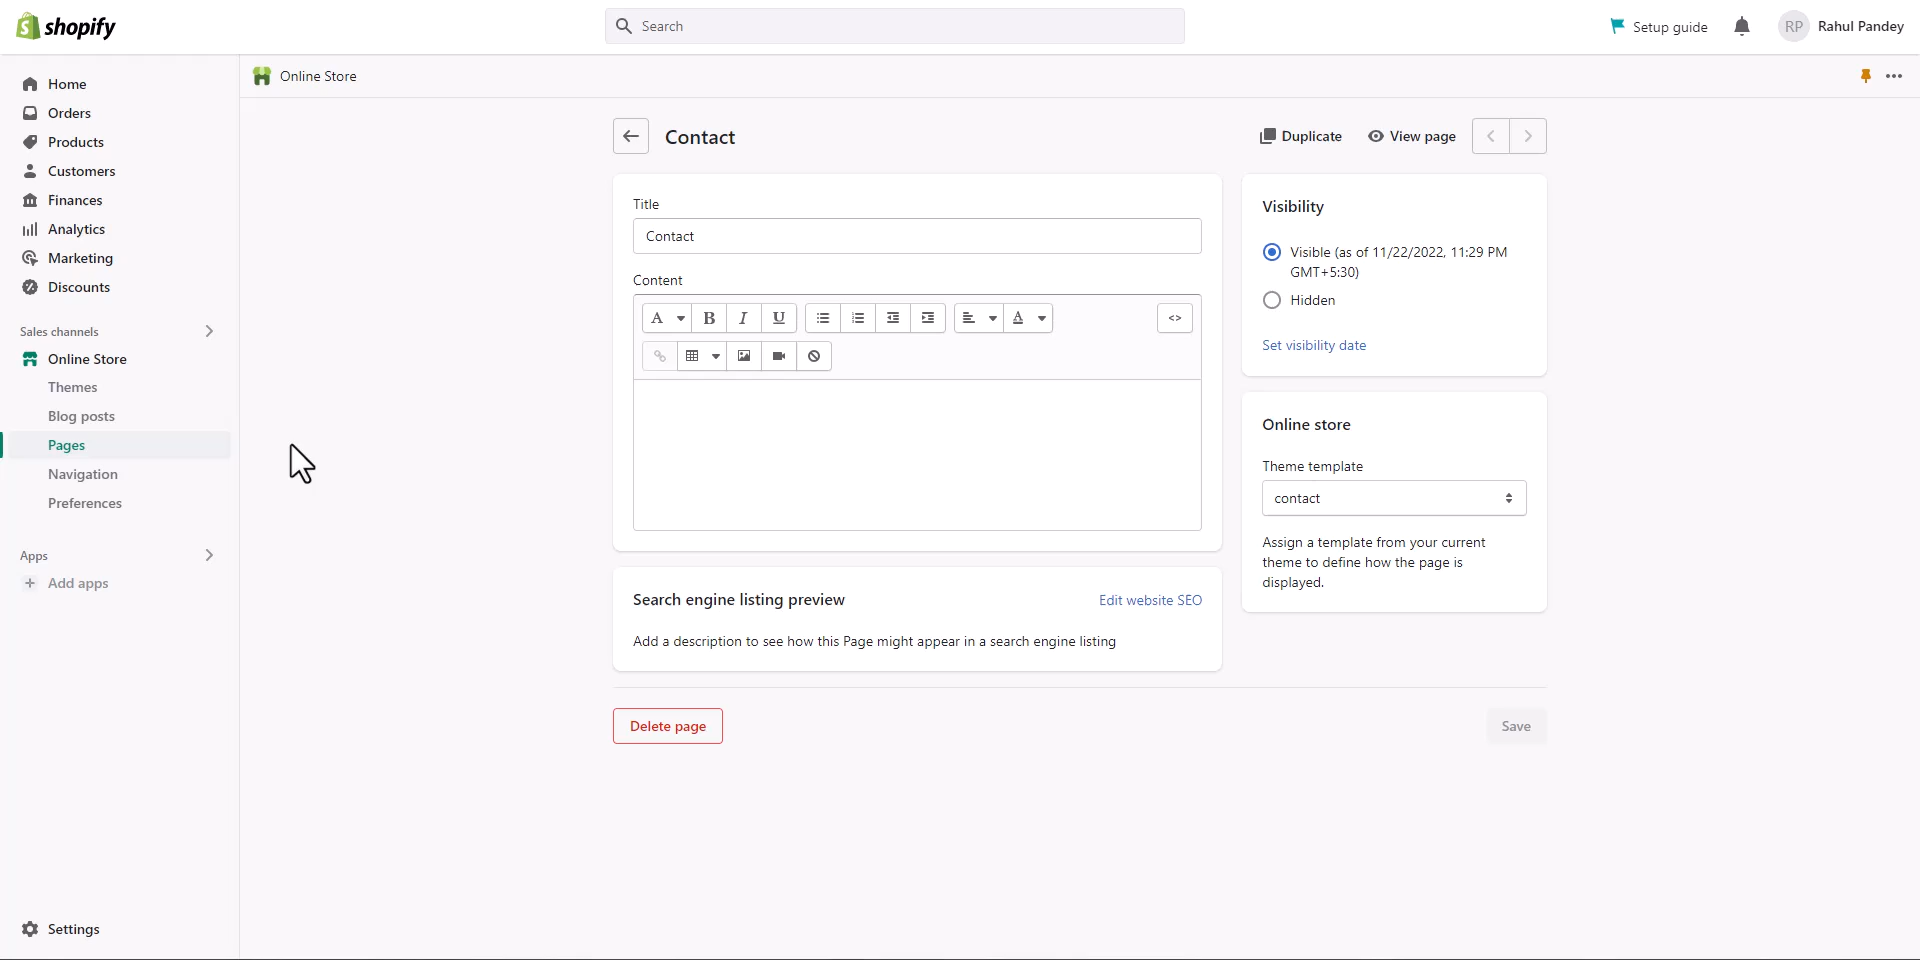 shopify
Search
Setup guide
RP
Rahul Pandey
Home
Orders
Products
Customers
Finances
Analytics
Marketing
Discounts
Sales channels
Online Store
Themes
Blog posts
Pages
Navigation
Preferences
Apps
Add apps
Settings
Online Store
Contact
Duplicate
View page
Title
Contact
Content
A
B
I
U
A
<>
Search engine listing preview
Edit website SEO
Add a description to see how this Page might appear in a search engine listing
Visibility
Visible (as of 11/22/2022, 11:29 PM
GMT+5:30)
Hidden
Set visibility date
Online store
Theme template
contact
Assign a template from your current
theme to define how the page is
displayed.
Delete page
Save